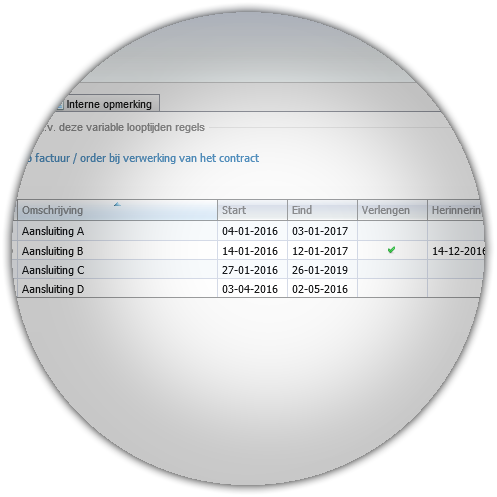 Interne opmerking
.v. deze variable looptijden regels
factuur / order bij verwerking van het contract
Omschrijving Start Eind Verlengen Herinnering
Aansluiting A 04-01-2016 03-01-2017
Aansluiting B 14-01-2016 12-01-2017 14-12-2016
Aansluiting C 27-01-2016 26-01-2019
Aansluiting D 03-04-2016 02-05-2016